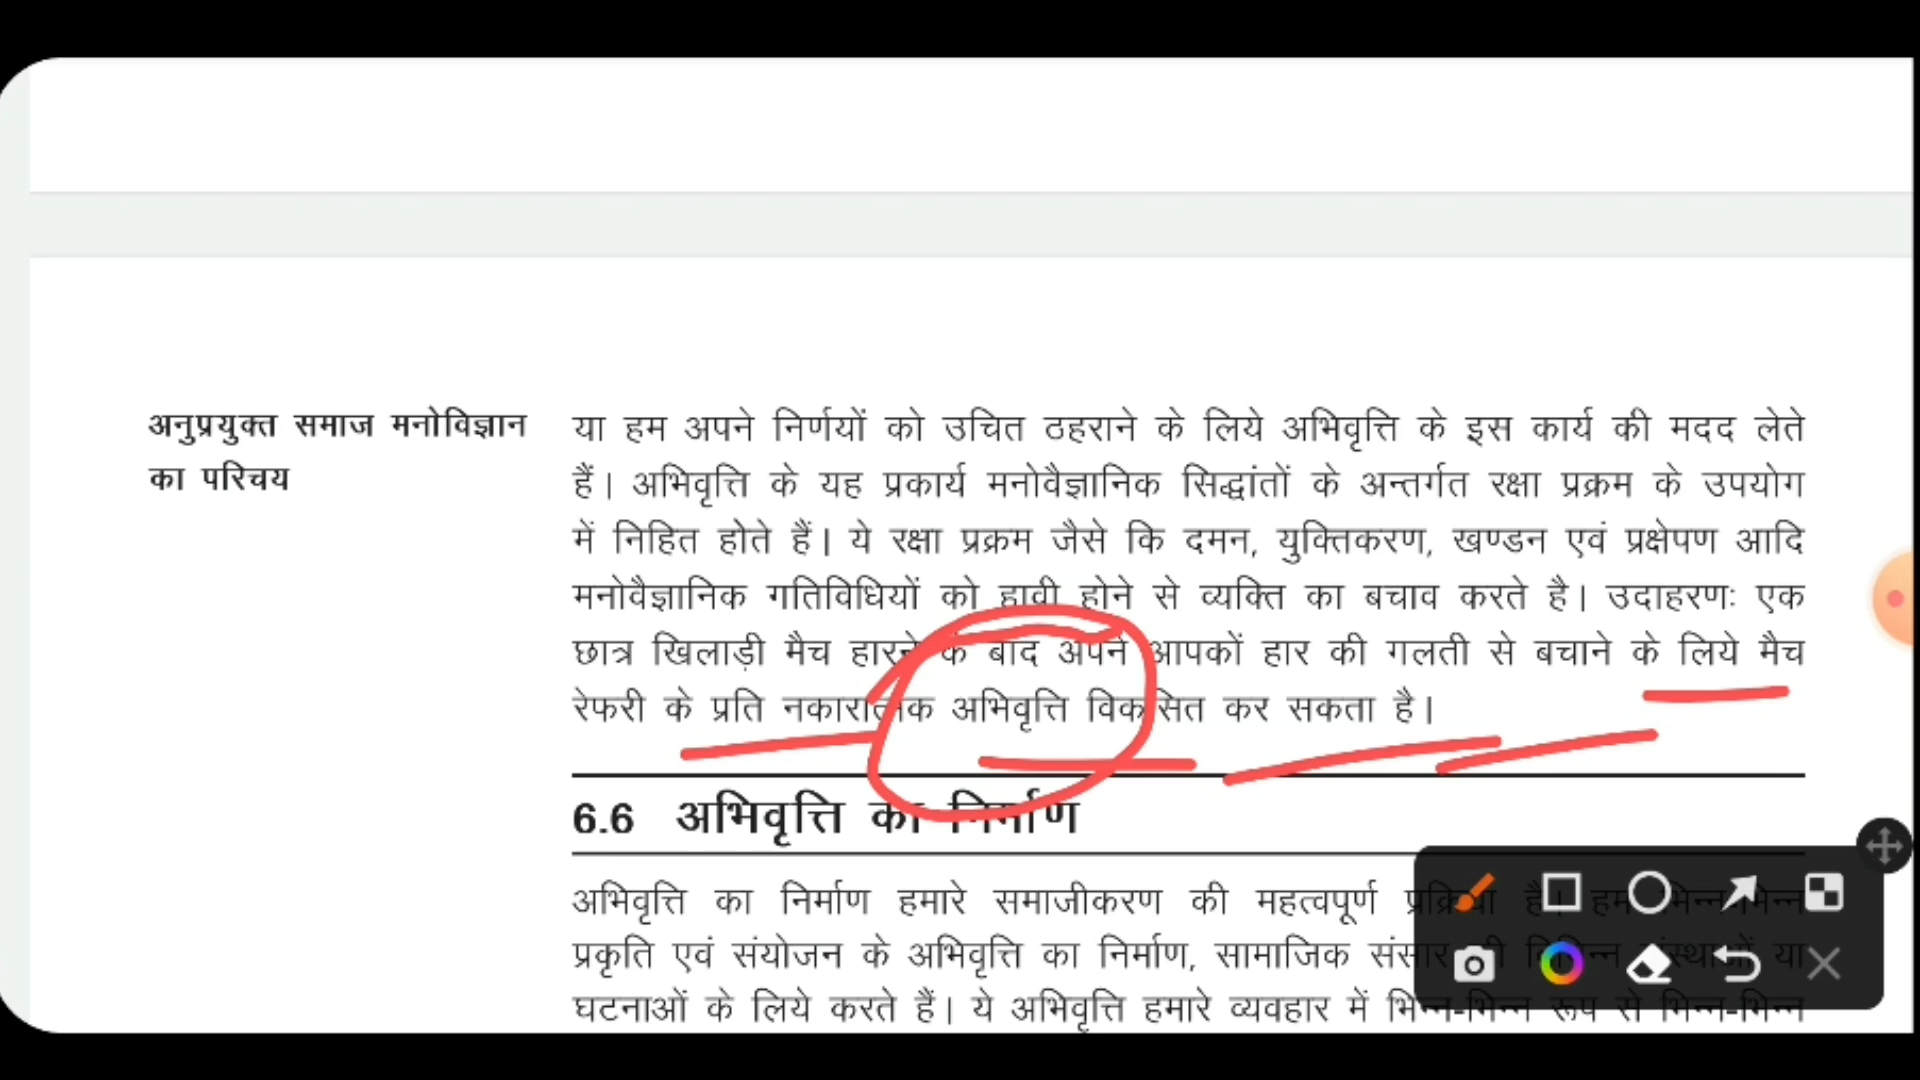 अनुप्रयुक्त समाज मनोविज्ञान
का परिचय
या हम अपने निर्णयों को उचित ठहराने के लिये अभिवृत्ति के इस कार्य की मदद लेते
हैं। अभिवृत्ति के यह प्रकार्य मनोवैज्ञानिक सिद्धांतों के अन्तर्गत रक्षा प्रक्रम के उपयोग
में निहित होते हैं। ये रक्षा प्रक्रम जैसे कि दमन, युक्तिकरण, खण्डन एवं प्रक्षेपण आदि
मनोवैज्ञानिक गतिविधियों को हावी होने से व्यक्ति का बचाव करते है। उदाहरणः एक
छात्र खिलाड़ी मैच हारने के बाद अपने आपकों हार की गलती से बचाने के लिये मैच
रेफरी के प्रति नकारात्मक अभिवृत्ति विकसित कर सकता है।
6.6 अभिवृत्ति का निर्माण
अभिवृत्ति का निर्माण हमारे समाजीकरण की महत्वपूर्ण प्रक्रिया है। हम भिन्न-भिन्न
प्रकृति एवं संयोजन के अभिवृत्ति का निर्माण, सामाजिक संसार की विभिन्न संस्थाओं या
घटनाओं के लिये करते हैं। ये अभिवृत्ति हमारे व्यवहार में भिन्न-भिन्न रूप से भिन्न-भिन्न